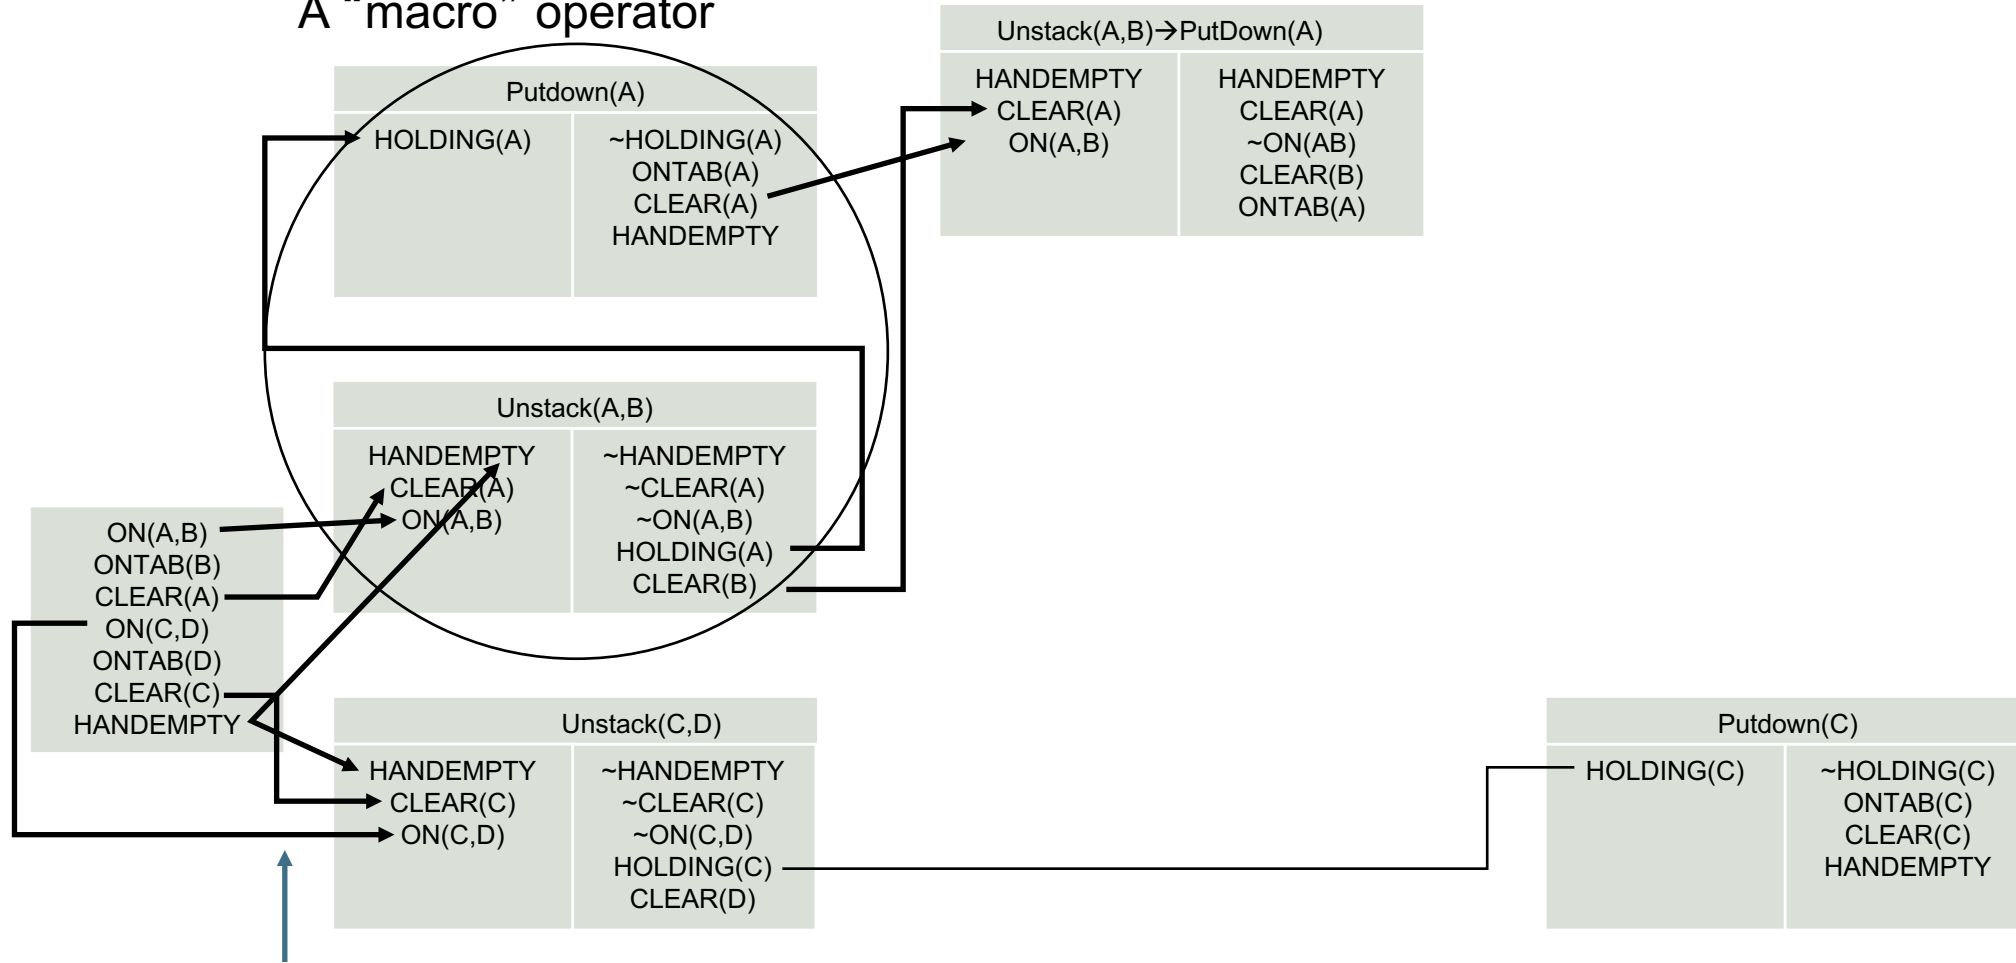 A “macro” operator
Putdown(A)
HOLDING(A)
~HOLDING(A)
ONTAB(A)
CLEAR(A)
HANDEMPTY
Unstack(A,B)→PutDown(A)
HANDEMPTY
CLEAR(A)
ON(A,B)
HANDEMPTY
CLEAR(A)
~ON(AB)
CLEAR(B)
ONTAB(A)
Unstack(A,B)
HANDEMPTY
CLEAR(A)
ON(A,B)
~HANDEMPTY
~CLEAR(A)
~ON(A,B)
HOLDING(A)
CLEAR(B)
ON(A,B)
ONTAB(B)
CLEAR(A)
ON(C,D)
ONTAB(D)
CLEAR(C)
HANDEMPTY
Unstack(C,D)
HANDEMPTY
CLEAR(C)
ON(C,D)
~HANDEMPTY
~CLEAR(C)
~ON(C,D)
HOLDING(C)
CLEAR(D)
Putdown(C)
HOLDING(C)
~HOLDING(C)
ONTAB(C)
CLEAR(C)
HANDEMPTY